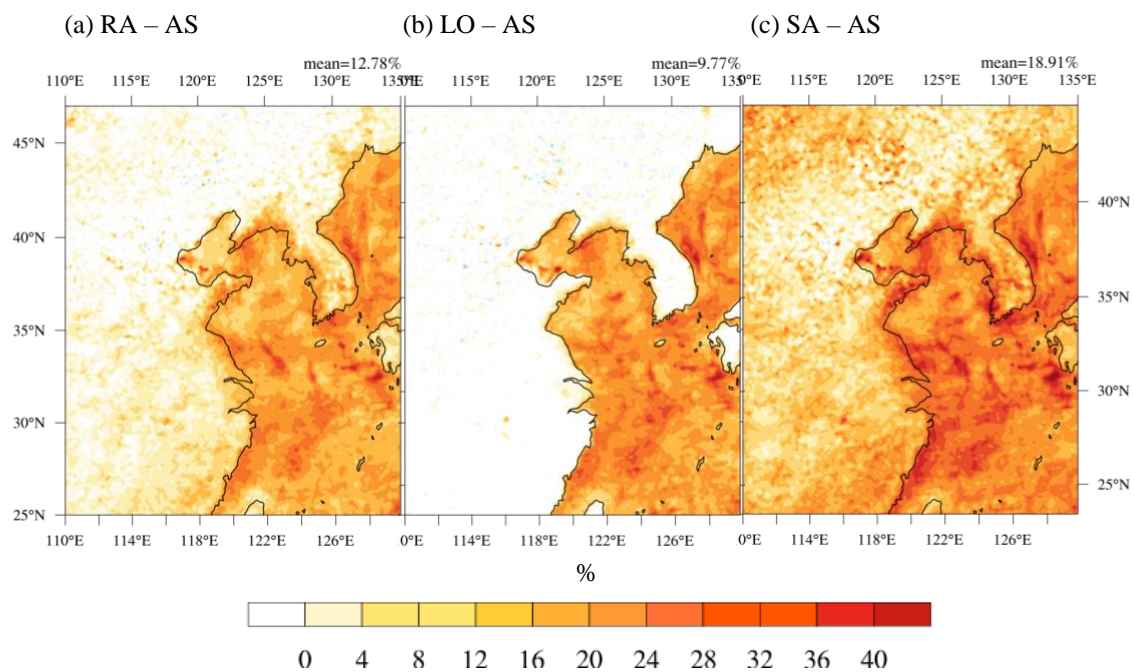 (a) RA – AS
(b) LO – AS
(c) SA – AS
mean=12.78%
mean=9.77%
mean=18.91%
110°E 115°E 120°E 125°E 130°E
115°E 120°E 125°E 130°E
115°E 120°E 125°E 130°E 135°E
45°N
40°N
35°N
30°N
25°N
40°N
35°N
30°N
25°N
110°E 114°E 118°E 122°E 126°E
0°E 114°E 118°E 122°E 126°E
0°E 114°E 118°E 122°E 126°E
%
0 4 8 12 16 20 24 28 32 36 40